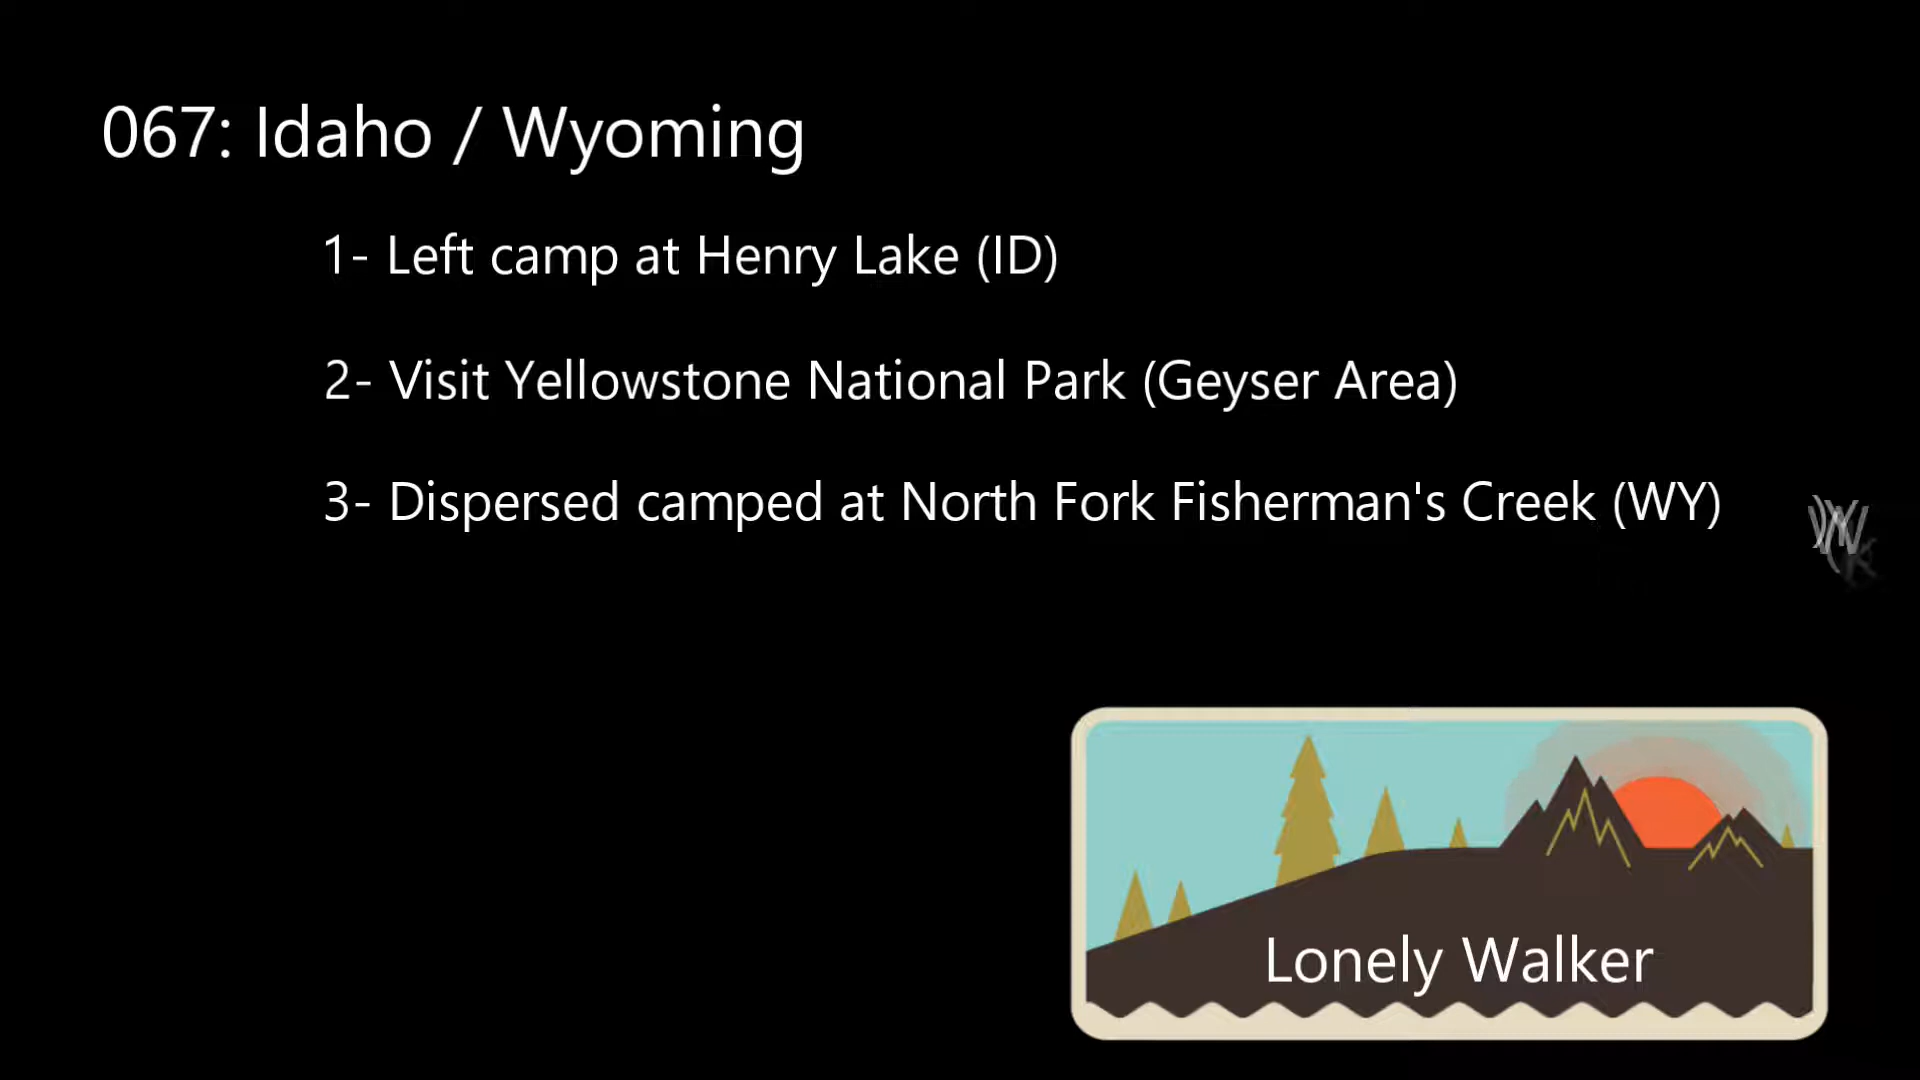 067: Idaho / Wyoming
1- Left camp at Henry Lake (ID)
2- Visit Yellowstone National Park (Geyser Area)
3- Dispersed camped at North Fork Fisherman's Creek (WY)
Lonely Walker